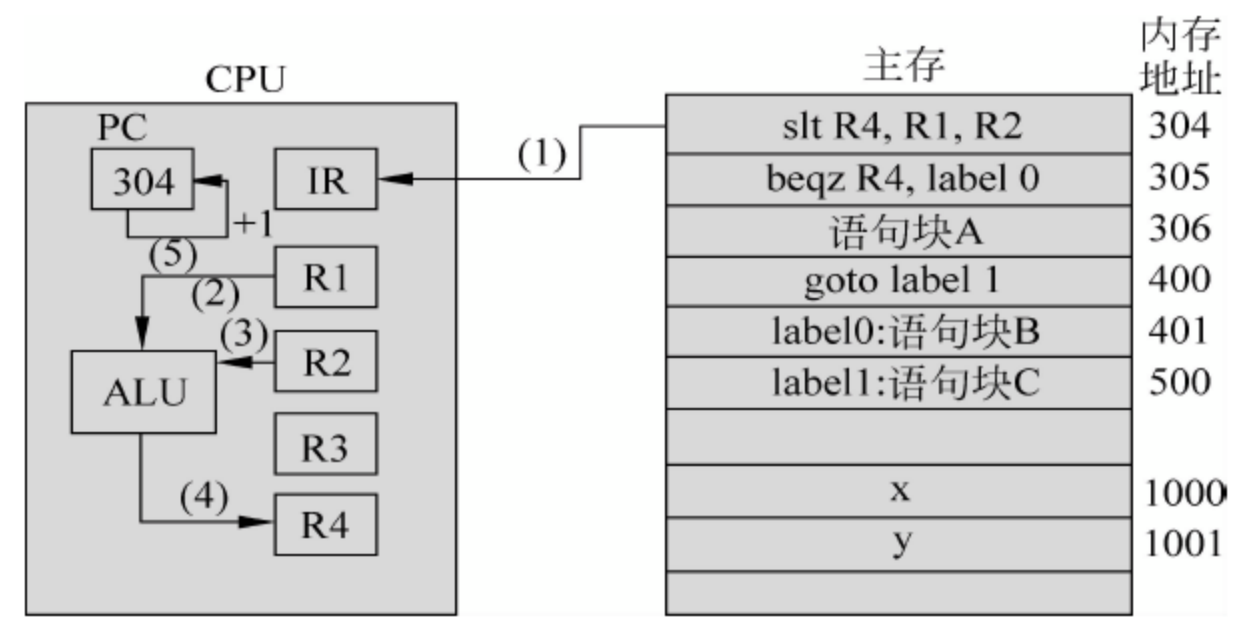 CPU
PC
304
IR
+1
(1)
(5)
R1
(2)
(3)
R2
ALU
R3
(4)
R4
主存
内存
地址
slt R4, R1, R2 304
beqz R4, label 0 305
语句块A 306
goto label 1 400
label0:语句块B 401
label1:语句块C 500
x 1000
y 1001